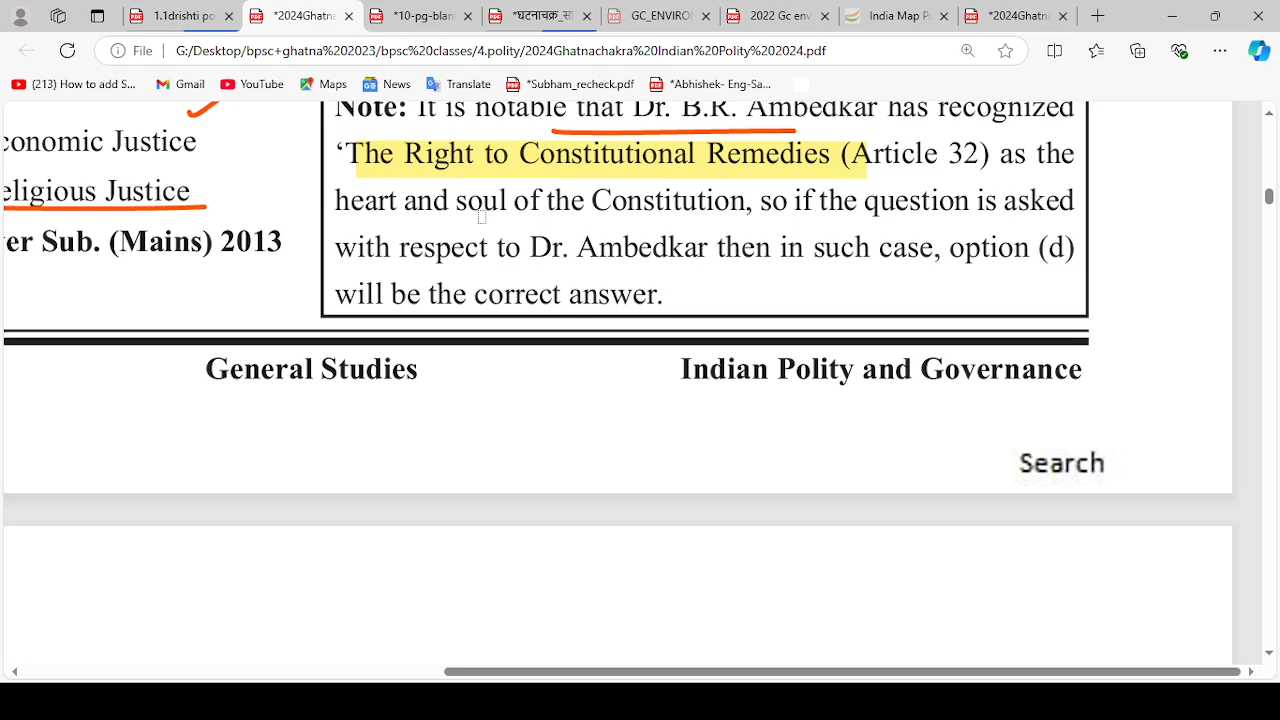 1.1drishti po
*2024Ghatna
*10-pg-blan
GC_ENVIRO
2022 Gc env
India Map P
*2024Ghatna
File
G:/Desktop/bpsc+ghatna%202023/bpsc%20classes/4.polity/2024Ghatnachakra%20Indian%20Polity%202024.pdf
(213) How to add S...
Gmail
YouTube
Maps
News
Translate
*Subham_recheck.pdf
*Abhishek- Eng-Sa...
Note: It is notable that Dr. B.R. Ambedkar has recognized
conomic Justice
‘The Right to Constitutional Remedies (Article 32) as the
eligious Justice
heart and soul of the Constitution, so if the question is asked
er Sub. (Mains) 2013
with respect to Dr. Ambedkar then in such case, option (d)
will be the correct answer.
General Studies
Indian Polity and Governance
Search